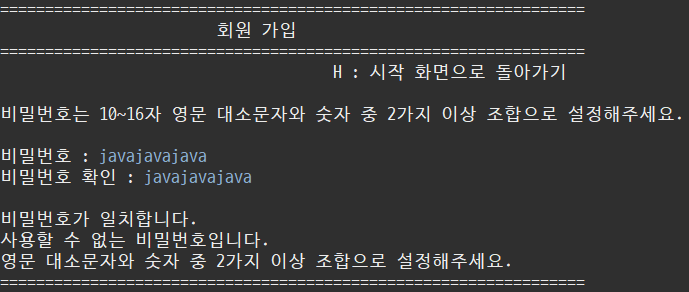 =================================================================
회원 가입
=================================================================
H : 시작 화면으로 돌아가기
비밀번호는 10~16자 영문 대소문자와 숫자 중 2가지 이상 조합으로 설정해주세요.
비밀번호 : javajavajava
비밀번호 확인 : javajavajava
비밀번호가 일치합니다.
사용할 수 없는 비밀번호입니다.
영문 대소문자와 숫자 중 2가지 이상 조합으로 설정해주세요.
=================================================================